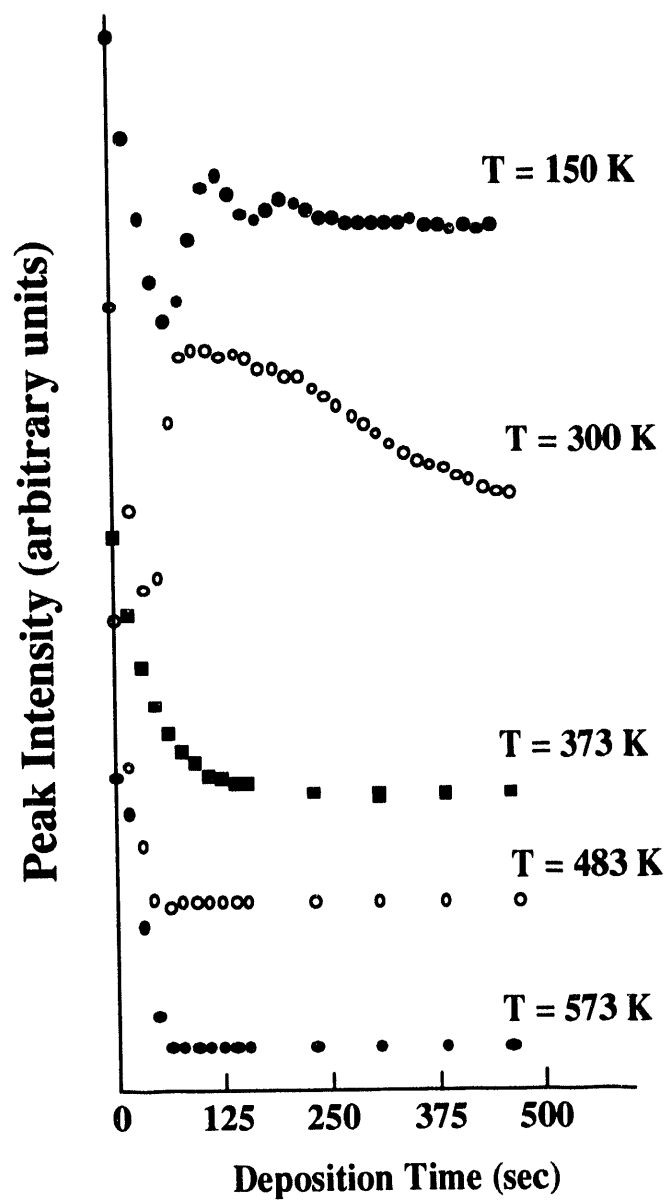 Peak Intensity (arbitrary units)
T = 150 K
T = 300 K
T = 373 K
T = 483 K
T = 573 K
0 125 250 375 500
Deposition Time (sec)